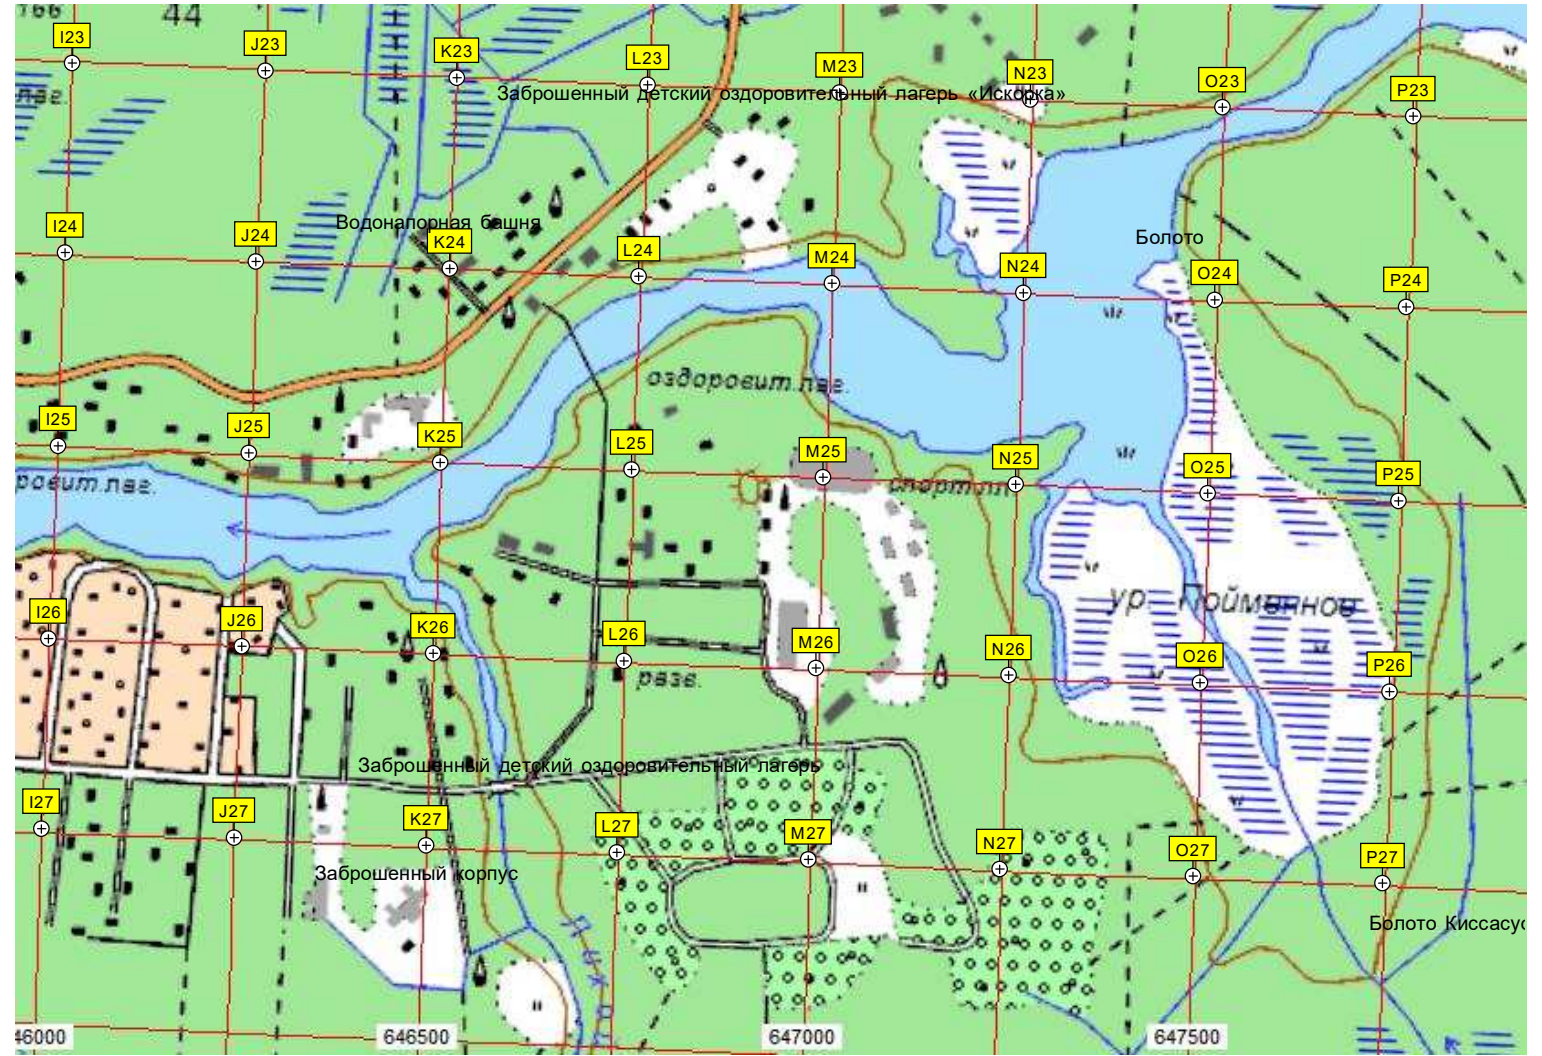 166
44
I23
J23
K23
L23
M23
N23
O23
P23
Заброшенный детский оздоровительный лагерь «Искорка»
лаг.
Водонапорная башня
Болото
I24
J24
K24
L24
M24
N24
O24
P24
оздоровит.лаг.
I25
J25
K25
L25
M25
N25
O25
P25
ровит.лаг.
спорт.пл.
ур. Пойменное
I26
J26
K26
L26
M26
N26
O26
P26
разв.
Заброшенный детский оздоровительный лагерь
I27
J27
K27
L27
M27
N27
O27
P27
Заброшенный корпус
Болото Киссасу
46000
646500
647000
647500